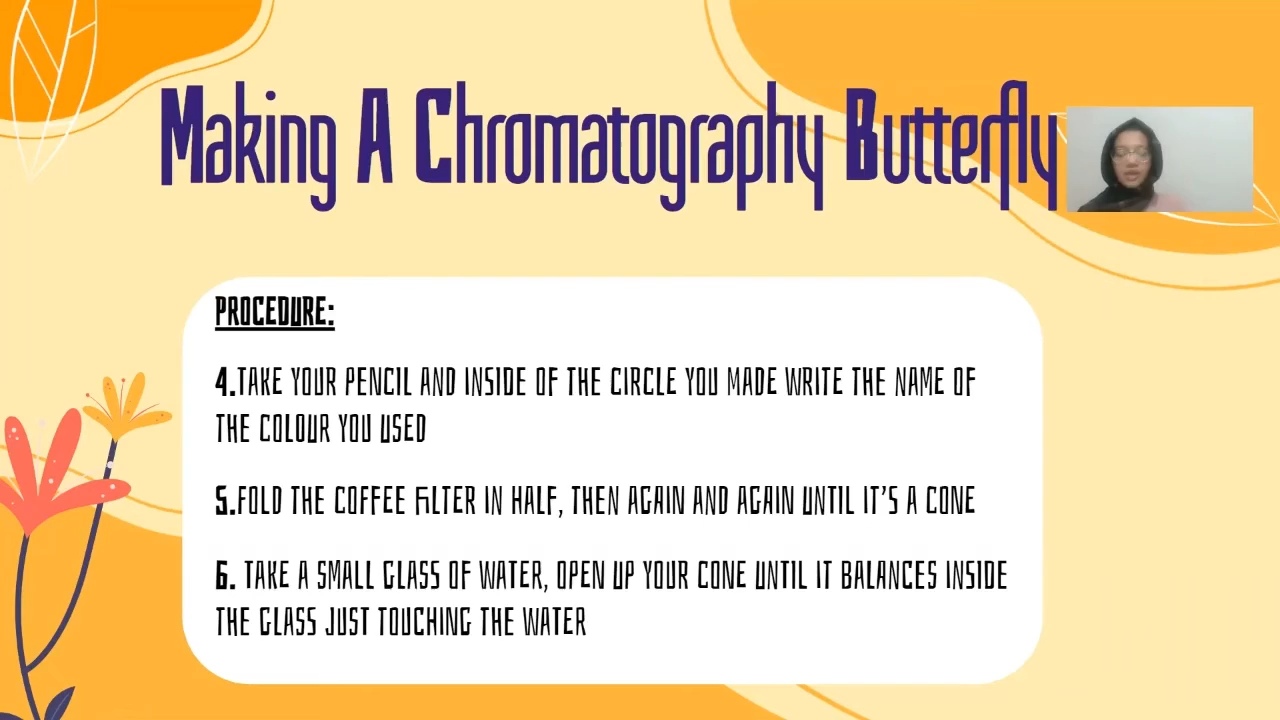 Making A Chromatography Butterfly
PROCEDURE:
4.TAKE YOUR PENCIL AND INSIDE OF THE CIRCLE YOU MADE WRITE THE NAME OF
THE COLOUR YOU USED
5.FOLD THE COFFEE FILTER IN HALF, THEN AGAIN AND AGAIN UNTIL IT'S A CONE
6. TAKE A SMALL GLASS OF WATER, OPEN UP YOUR CONE UNTIL IT BALANCES INSIDE
THE GLASS JUST TOUCHING THE WATER